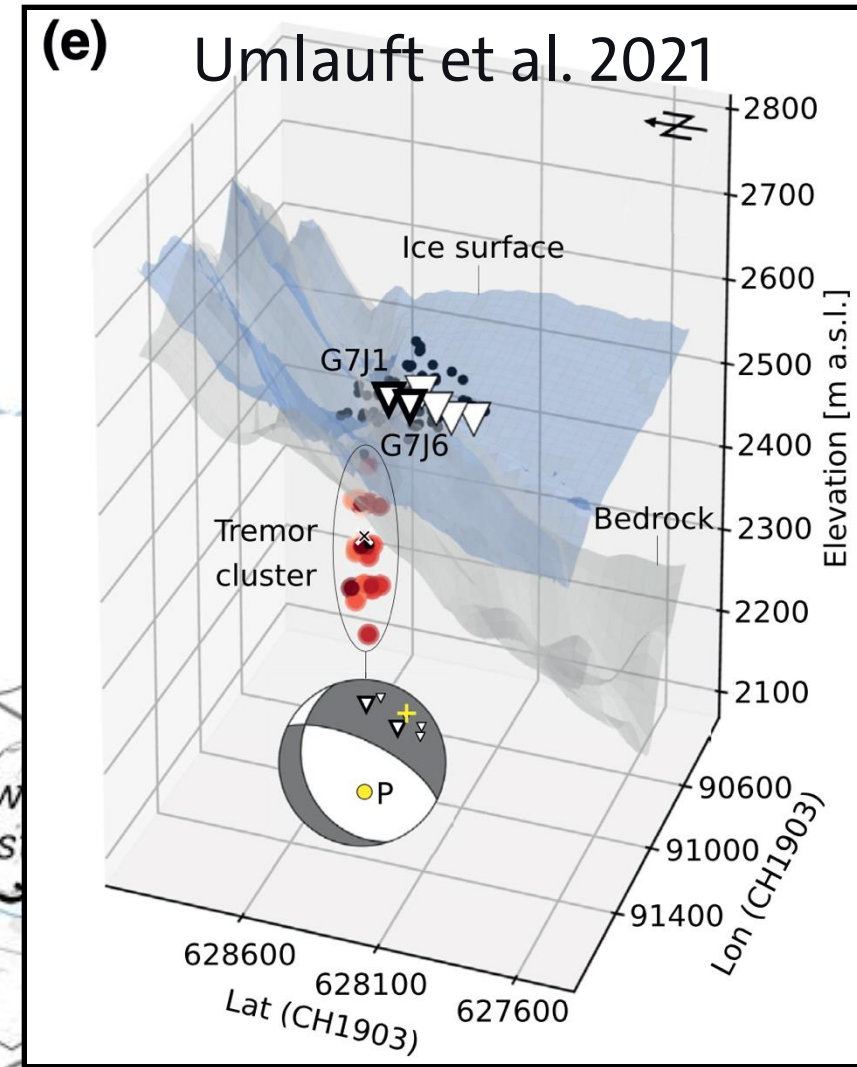 (e)
Umlauft et al. 2021
2800
2700
2600
2500
2400
2300
2200
2100
Elevation [m a.s.l.]
N
Ice surface
G7J1
G7J6
Bedrock
Tremor
cluster
P
90600
91000
91400
Lon (CH1903)
628600
628100
627600
Lat (CH1903)